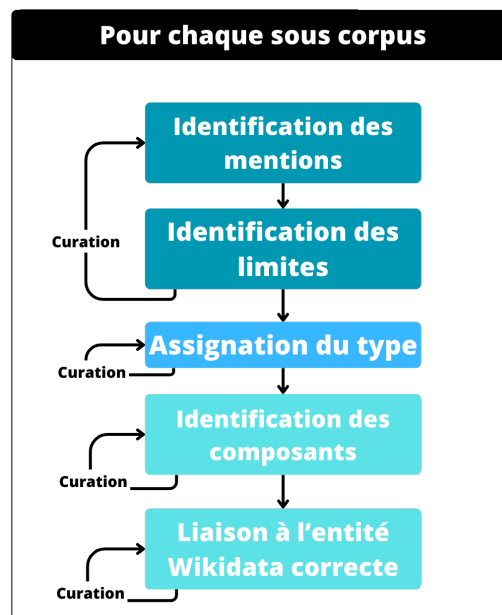 Pour chaque sous corpus
Identification des
mentions
Curation
Identification des
limites
Assignation du type
Curation
Identification des
composants
Curation
Liaison à l’entité
Wikidata correcte
Curation